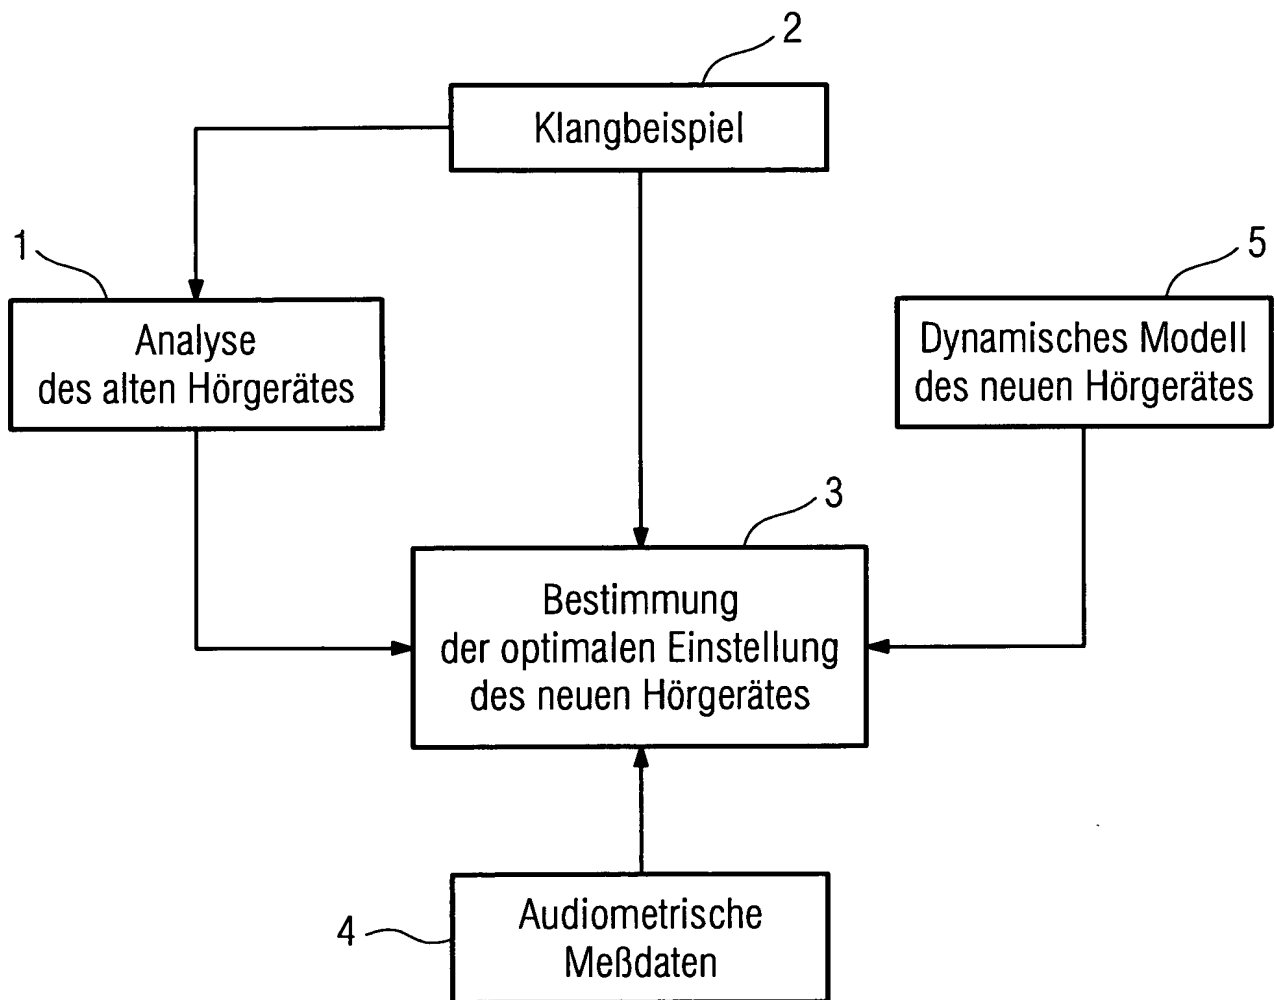 2
Klangbeispiel
1
5
Analyse
des alten Hörgerätes
Dynamisches Modell
des neuen Hörgerätes
3
Bestimmung
der optimalen Einstellung
des neuen Hörgerätes
4
Audiometrische
Meßdaten